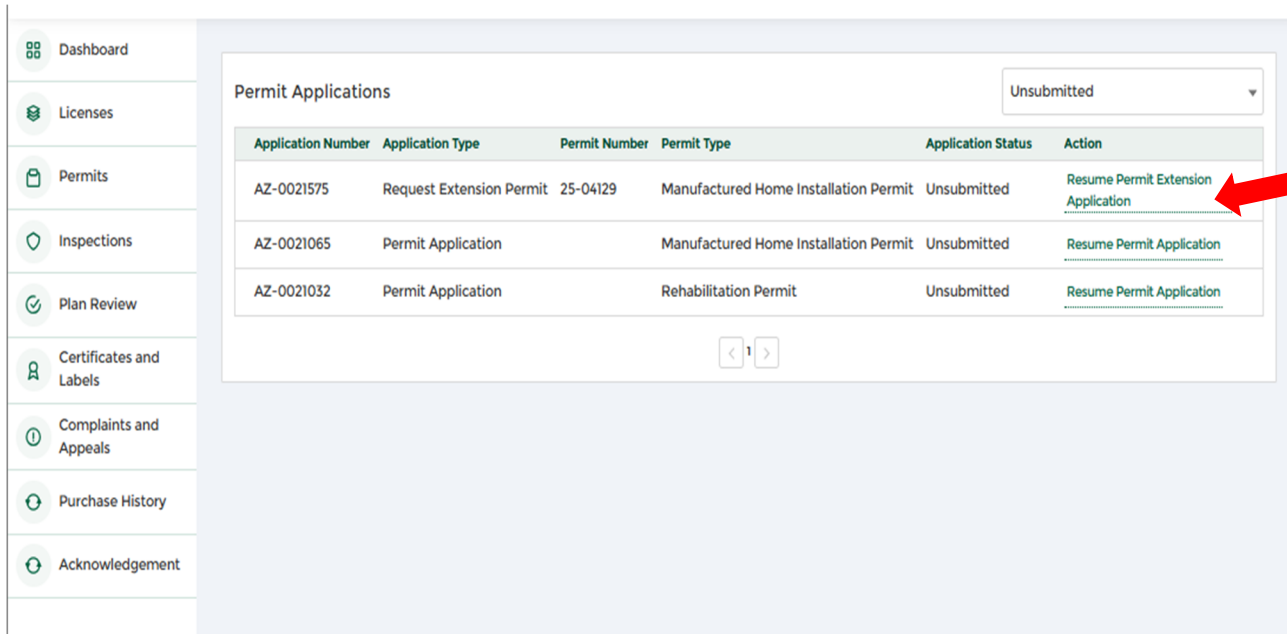 Dashboard
Licenses
Permits
Inspections
Plan Review
Certificates and
Labels
Complaints and
Appeals
Purchase History
Acknowledgement
Permit Applications
Unsubmitted
Application Number Application Type Permit Number Permit Type Application Status Action
AZ-0021575 Request Extension Permit 25-04129 Manufactured Home Installation Permit Unsubmitted Resume Permit Extension
Application
AZ-0021065 Permit Application Manufactured Home Installation Permit Unsubmitted Resume Permit Application
AZ-0021032 Permit Application Rehabilitation Permit Unsubmitted Resume Permit Application
< 1 >